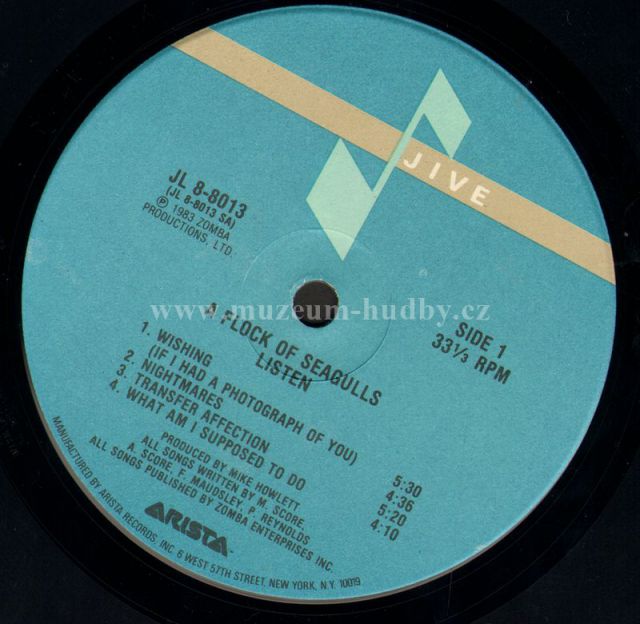 JIVE
JL 8-8013
(JL 8-8013 SA)
℗ 1983 ZOMBA
PRODUCTIONS, LTD.
www.muzeum-hudby.cz
SIDE 1
33⅓ RPM
A FLOCK OF SEAGULLS
LISTEN
1. WISHING
(IF I HAD A PHOTOGRAPH OF YOU) 5:30
2. NIGHTMARES 4:36
3. TRANSFER AFFECTION 5:20
4. WHAT AM I SUPPOSED TO DO 4:10
PRODUCED BY MIKE HOWLETT
ALL SONGS WRITTEN BY M. SCORE,
A. SCORE, F. MAUDSLEY, P. REYNOLDS
ALL SONGS PUBLISHED BY ZOMBA ENTERPRISES INC.
ARISTA
MANUFACTURED BY ARISTA RECORDS, INC. 6 WEST 57TH STREET, NEW YORK, N.Y. 10019